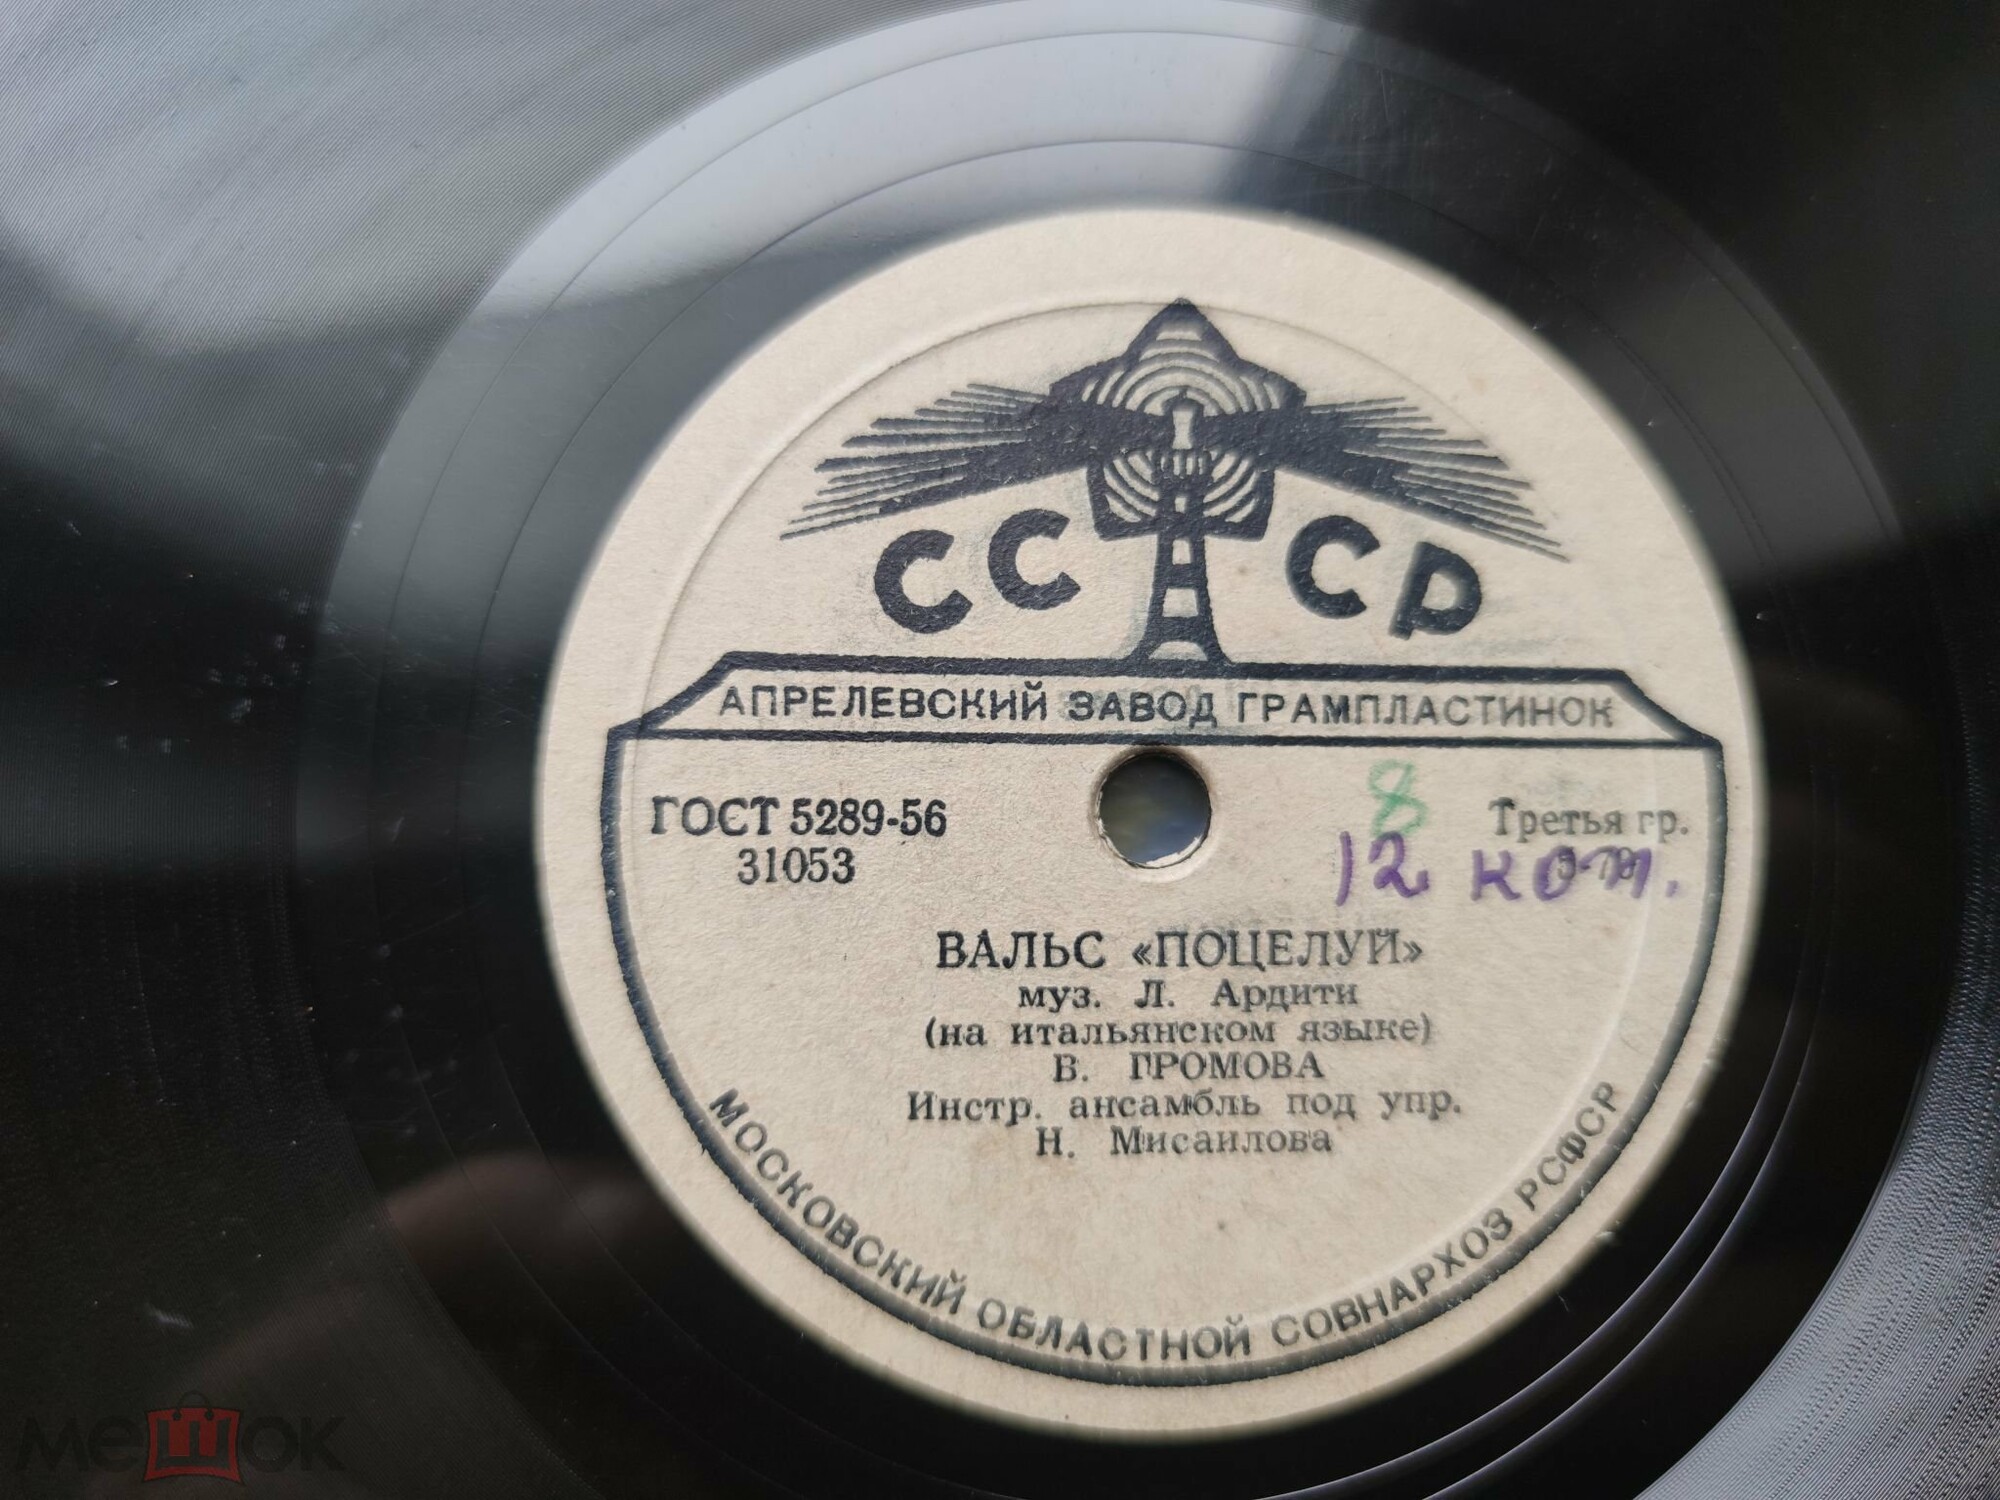 СССР
АПРЕЛЕВСКИЙ ЗАВОД ГРАМПЛАСТИНОК
ГОСТ 5289-56
31053
8
Третья гр.
12 коп.
ВАЛЬС «ПОЦЕЛУЙ»
муз. Л. Ардити
(на итальянском языке)
В. ГРОМОВА
Инстр. ансамбль под упр.
Н. Мисаилова
МОСКОВСКИЙ ОБЛАСТНОЙ СОВНАРХОЗ РСФСР
мешок